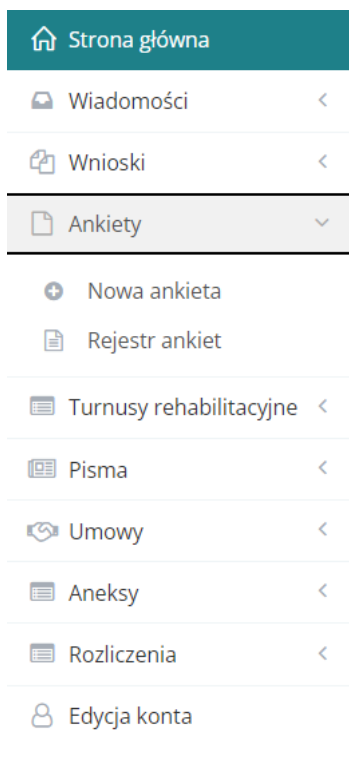 Strona główna
Wiadomości
Wnioski
Ankiety
Nowa ankieta
Rejestr ankiet
Turnusy rehabilitacyjne
Pisma
Umowy
Aneksy
Rozliczenia
Edycja konta